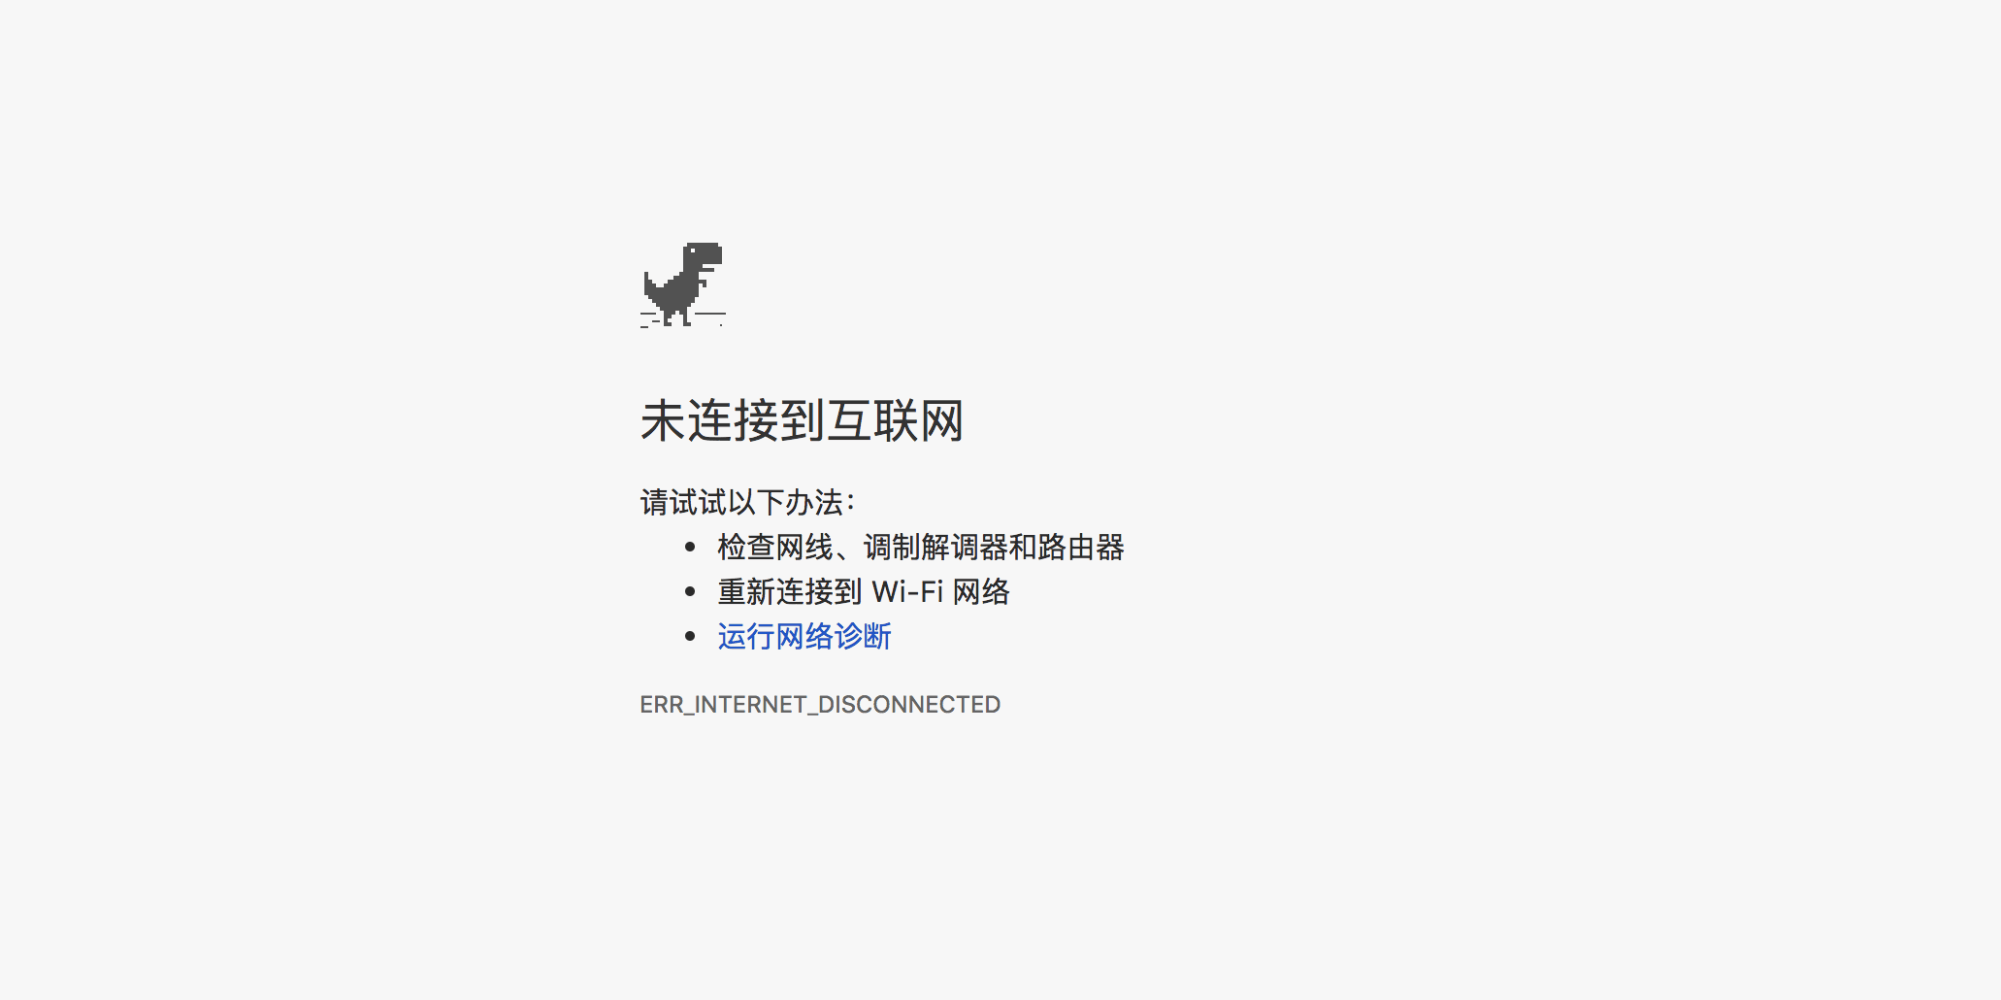 未连接到互联网
请试试以下办法：
• 检查网线、调制解调器和路由器
• 重新连接到 Wi-Fi 网络
• 运行网络诊断
ERR_INTERNET_DISCONNECTED